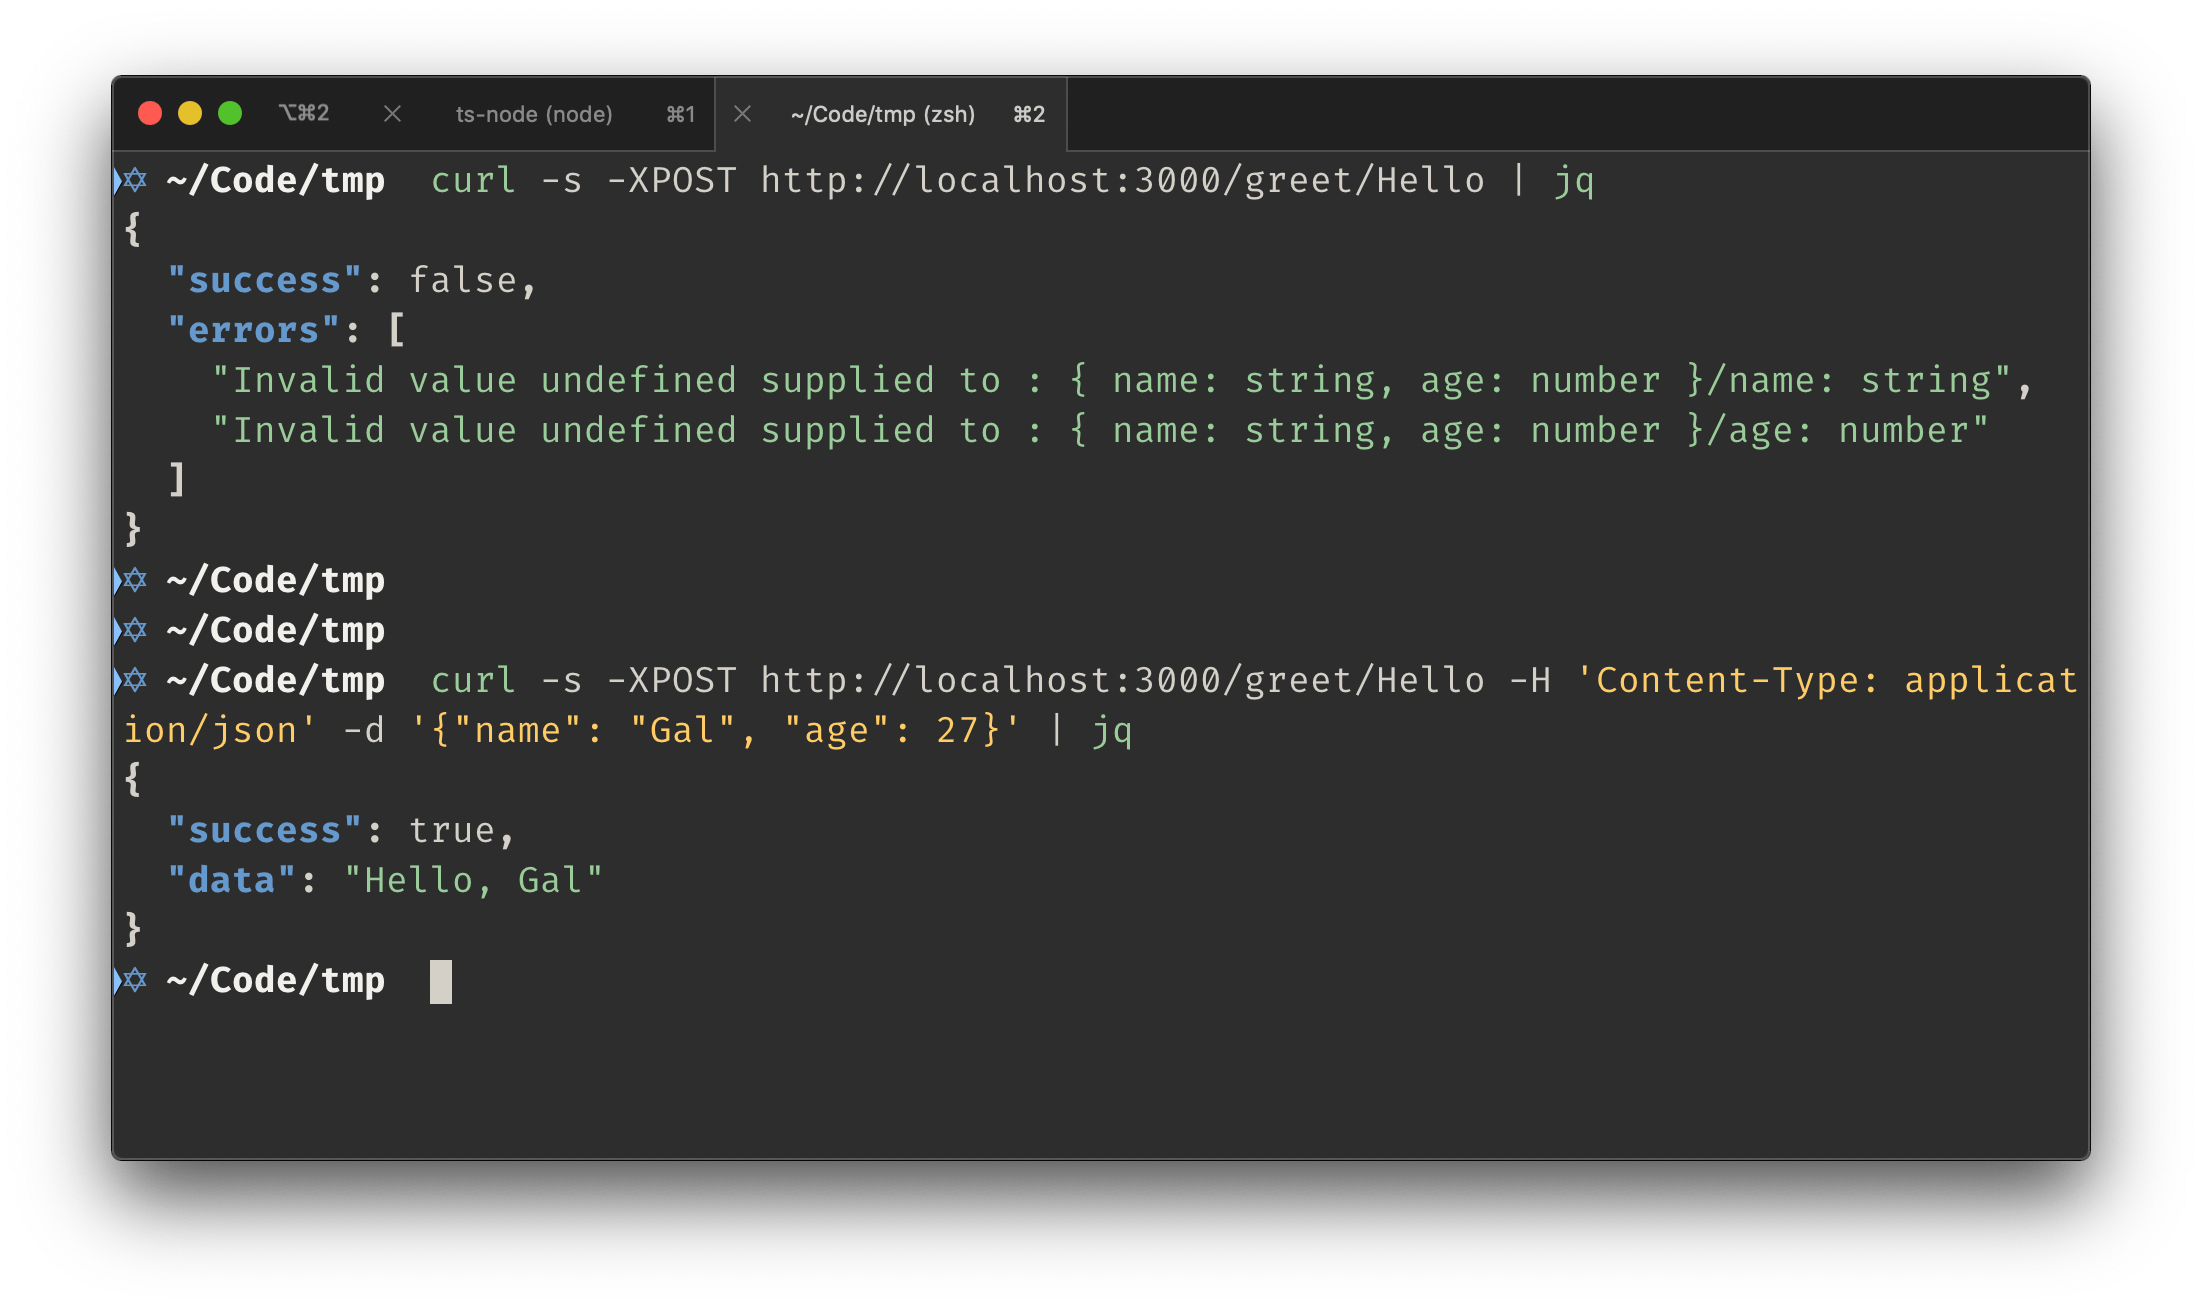 ⌥⌘2 ts-node (node) ⌘1 ~/Code/tmp (zsh) ⌘2
✡ ~/Code/tmp curl -s -XPOST http://localhost:3000/greet/Hello | jq
{
"success": false,
"errors": [
"Invalid value undefined supplied to : { name: string, age: number }/name: string",
"Invalid value undefined supplied to : { name: string, age: number }/age: number"
]
}
✡ ~/Code/tmp
✡ ~/Code/tmp
✡ ~/Code/tmp curl -s -XPOST http://localhost:3000/greet/Hello -H 'Content-Type: applicat
ion/json' -d '{"name": "Gal", "age": 27}' | jq
{
"success": true,
"data": "Hello, Gal"
}
✡ ~/Code/tmp